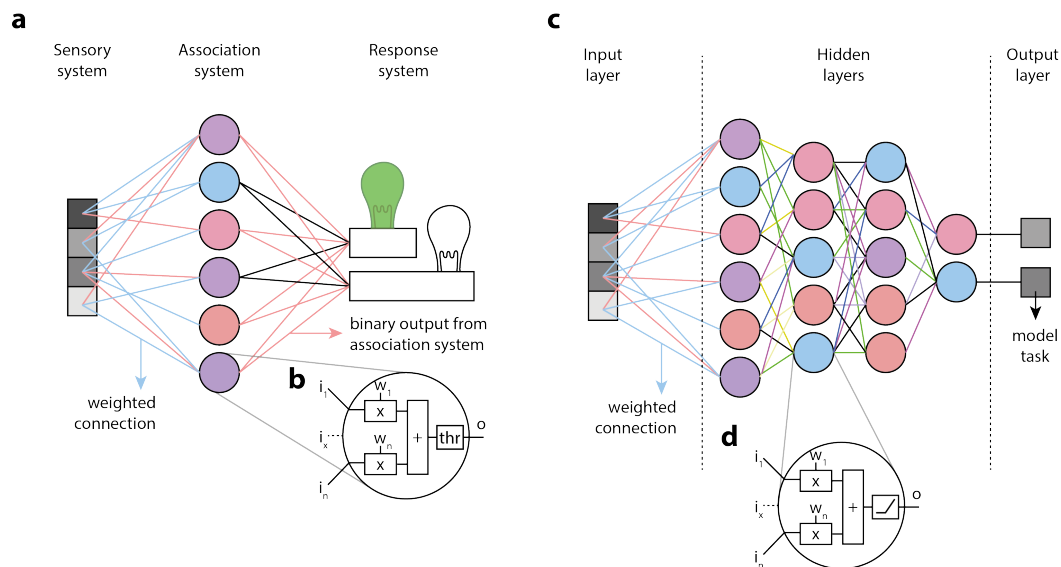 a
Sensory
system
Association
system
Response
system
binary output from
association system
weighted
connection
b
i1
w1
x
ix
wn
x
in
+
thr
o
c
Input
layer
Hidden
layers
Output
layer
model
task
weighted
connection
d
i1
w1
x
ix
wn
x
in
+
o